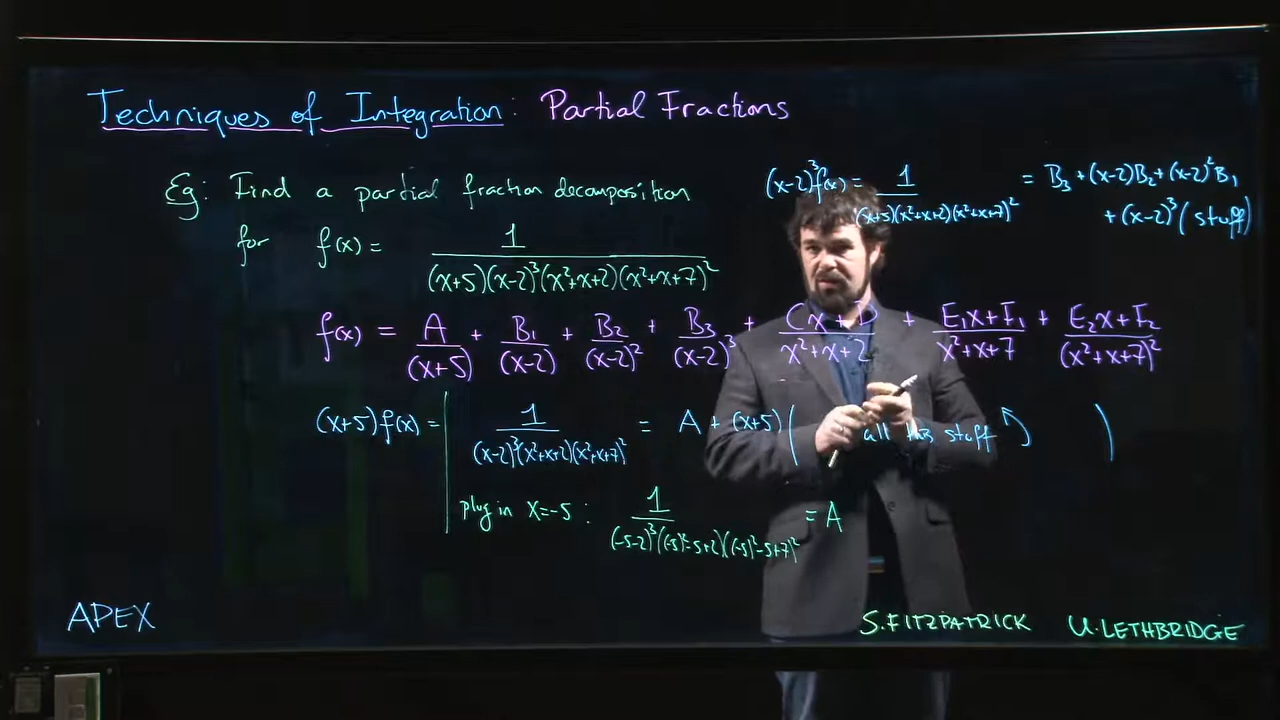 Techniques of Integration: Partial Fractions
Eg: Find a partial fraction decomposition
for f(x) = 1 / (x+5)(x-2)³(x²+x+2)(x²+x+7)²
(x-2)³f(x) = 1 / (x+5)(x²+x+2)(x²+x+7)² = B₃ + (x-2)B₂ + (x-2)²B₁
+ (x-2)³(stuff)
f(x) = A / (x+5) + B₁ / (x-2) + B₂ / (x-2)² + B₃ / (x-2)³ + Cx + D / x²+x+2 + E₁x+F₁ / x²+x+7 + E₂x+F₂ / (x²+x+7)²
(x+5)f(x) = 1 / (x-2)³(x²+x+2)(x²+x+7)² = A + (x+5)( all this stuff )
plug in x=-5: 1 / (-5-2)³((-5)²-5+2)((-5)²-5+7)² = A
APEX
S. FITZPATRICK U. LETHBRIDGE